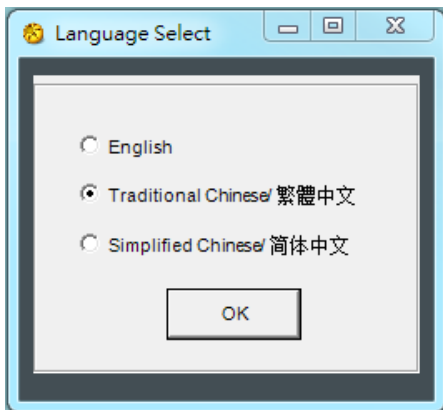 Language Select
English
Traditional Chinese/ 繁體中文
Simplified Chinese/ 简体中文
OK